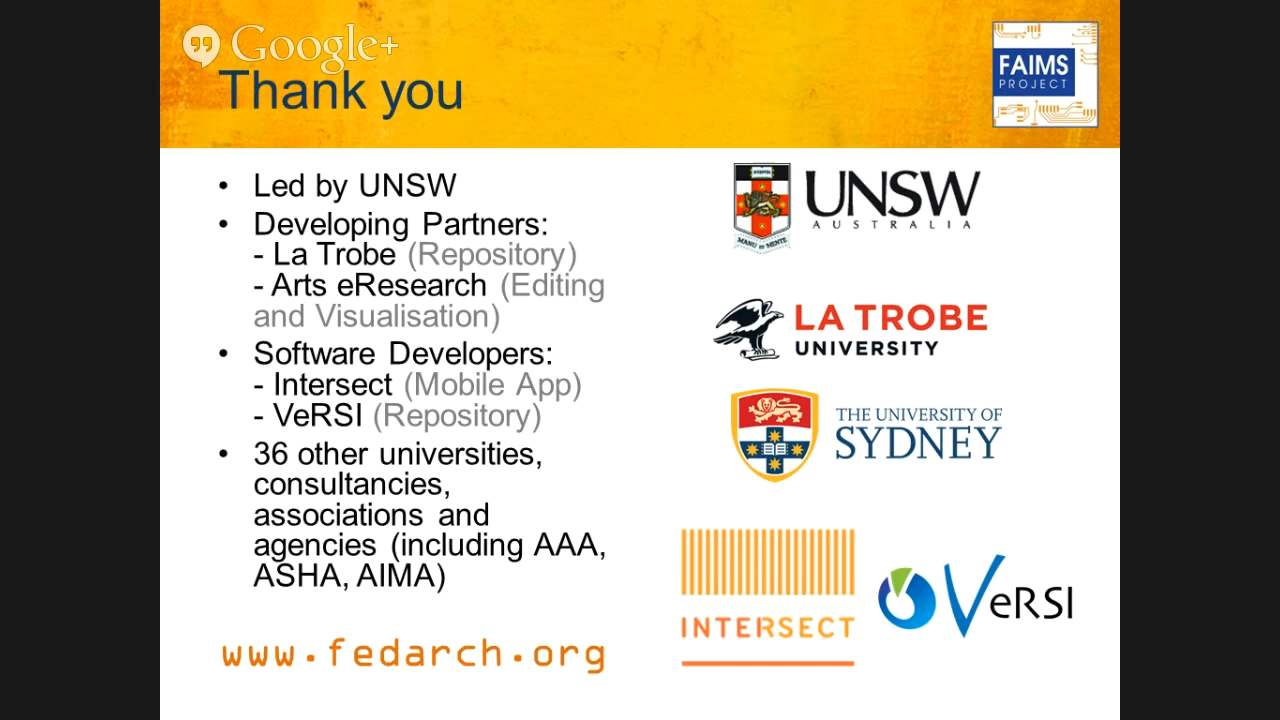 Google+
Thank you
FAIMS
PROJECT
• Led by UNSW
• Developing Partners:
- La Trobe (Repository)
- Arts eResearch (Editing
and Visualisation)
• Software Developers:
- Intersect (Mobile App)
- VeRSI (Repository)
• 36 other universities,
consultancies,
associations and
agencies (including AAA,
ASHA, AIMA)
www.fedarch.org
UNSW
AUSTRALIA
MANU ET MENTE
LA TROBE
UNIVERSITY
THE UNIVERSITY OF
SYDNEY
INTERSECT
VeRSI